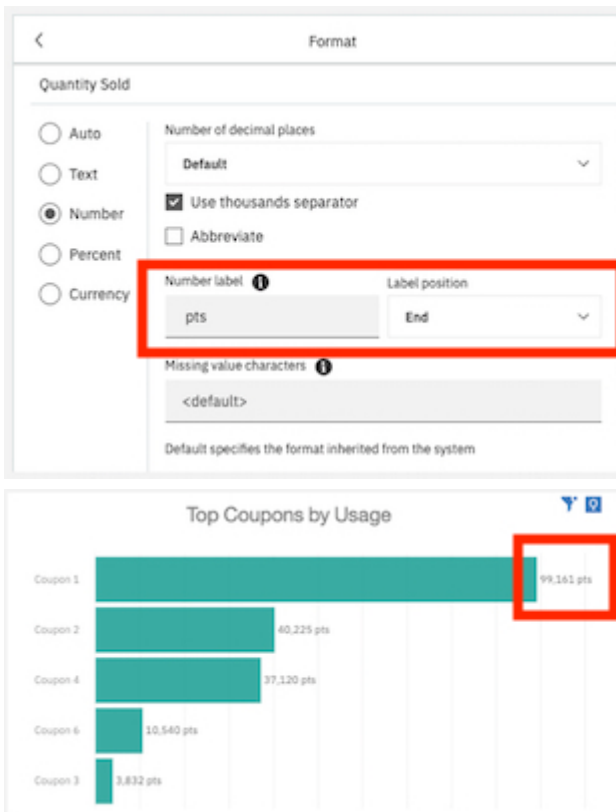 Format
Quantity Sold
Auto
Text
Number
Percent
Currency
Number of decimal places
Default
Use thousands separator
Abbreviate
Number label
Label position
pts
End
Missing value characters
<default>
Default specifies the format inherited from the system
Top Coupons by Usage
Coupon 1 99,161 pts
Coupon 2 40,225 pts
Coupon 4 37,120 pts
Coupon 6 10,540 pts
Coupon 3 3,832 pts